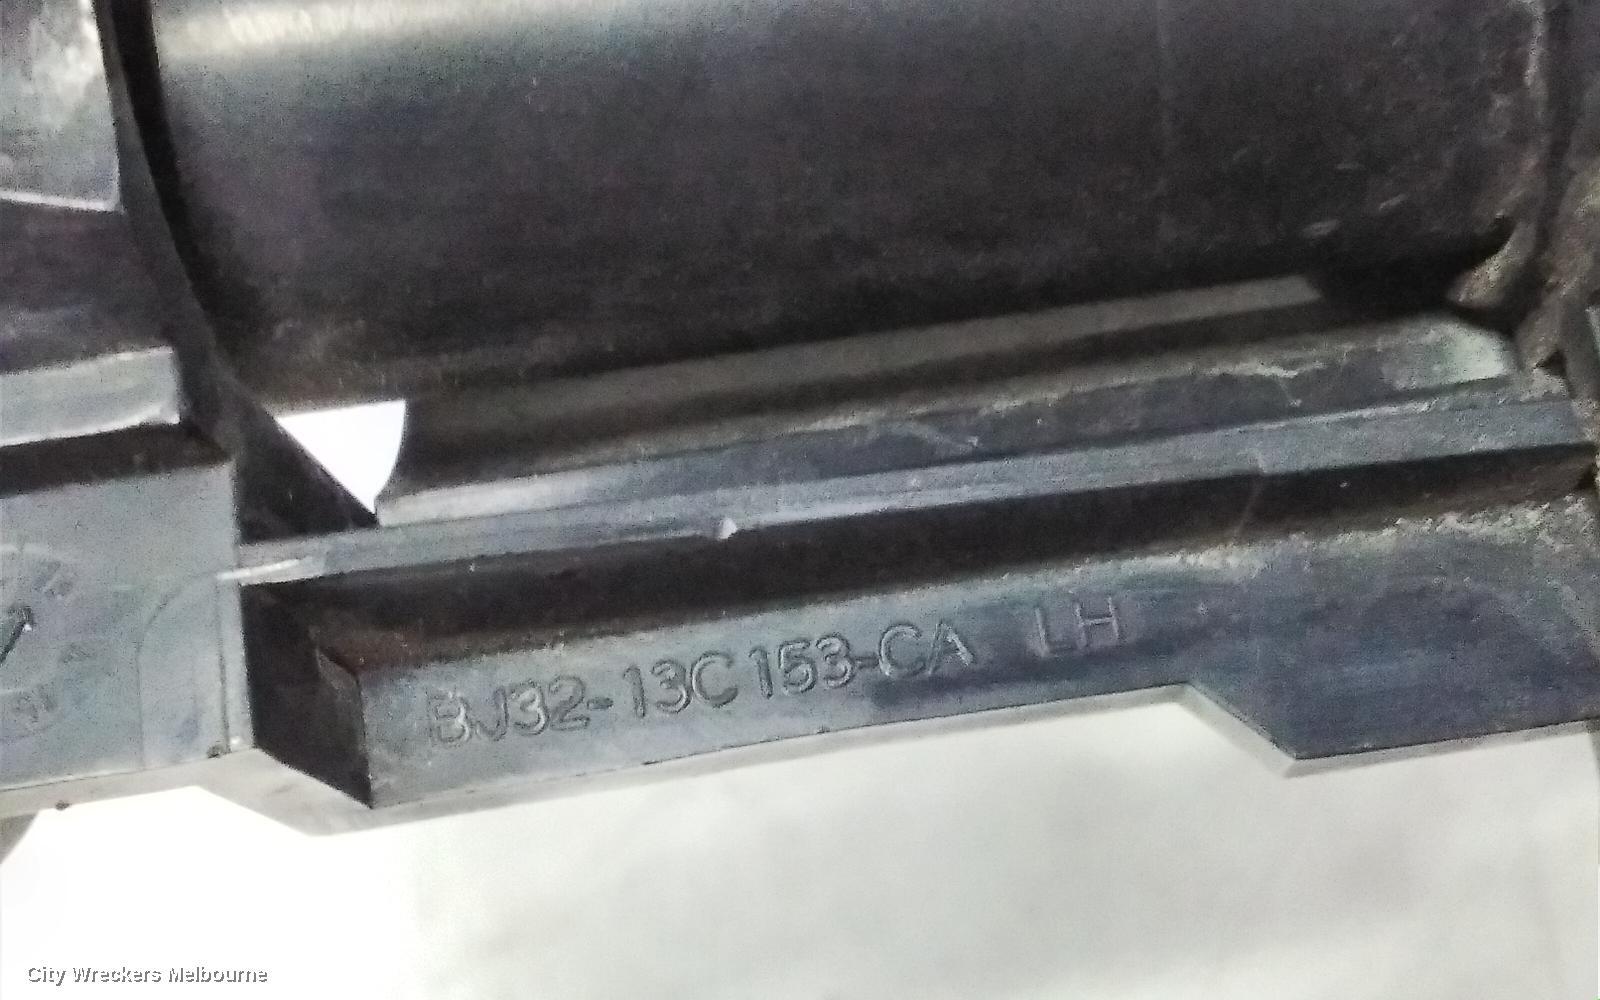 BJ32-13C153-CA LH
City Wreckers Melbourne